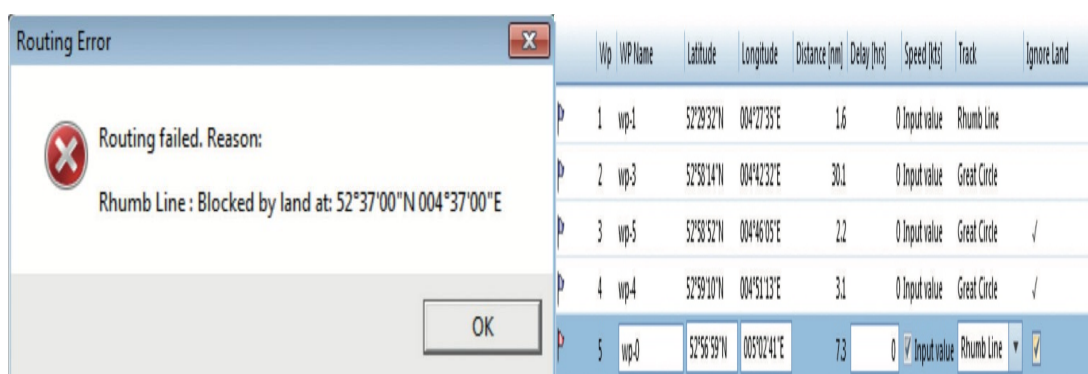 Routing Error
Routing failed. Reason:
Rhumb Line : Blocked by land at: 52°37'00"N 004°37'00"E
OK
Wp WP Name Latitude Longitude Distance [nm] Delay [hrs] Speed [kts] Track Ignore Land
1 wp-1 52°29'32"N 004°27'35"E 1.6 0 Input value Rhumb Line
2 wp-3 52°58'14"N 004°42'32"E 30.1 0 Input value Great Circle
3 wp-5 52°58'52"N 004°46'05"E 2.2 0 Input value Great Circle √
4 wp-4 52°59'10"N 004°51'13"E 3.1 0 Input value Great Circle √
5 wp-0 52°56'59"N 005°02'41"E 7.3 0 Input value Rhumb Line